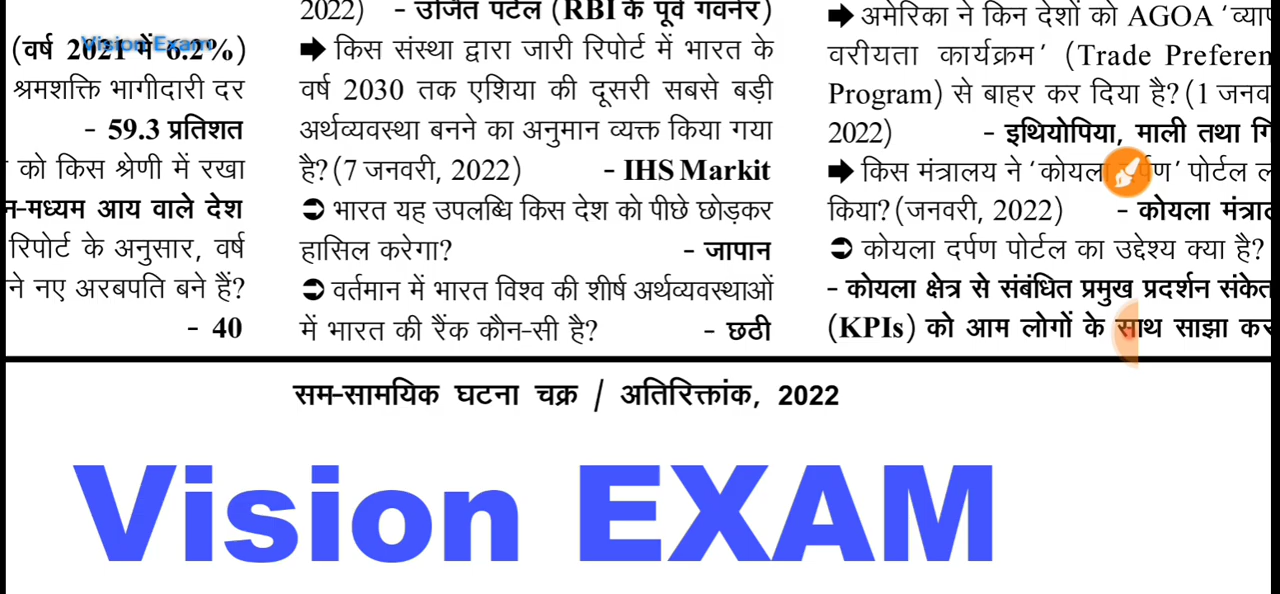 (वर्ष 2021 में 6.2%)
Vision Exam
श्रमशक्ति भागीदारी दर
- 59.3 प्रतिशत
को किस श्रेणी में रखा
न-मध्यम आय वाले देश
रिपोर्ट के अनुसार, वर्ष
ने नए अरबपति बने हैं?
- 40
2022) - उर्जित पटेल (RBI के पूर्व गवर्नर)
➡ किस संस्था द्वारा जारी रिपोर्ट में भारत के
वर्ष 2030 तक एशिया की दूसरी सबसे बड़ी
अर्थव्यवस्था बनने का अनुमान व्यक्त किया गया
है? (7 जनवरी, 2022) - IHS Markit
➲ भारत यह उपलब्धि किस देश को पीछे छोड़कर
हासिल करेगा? - जापान
➲ वर्तमान में भारत विश्व की शीर्ष अर्थव्यवस्थाओं
में भारत की रैंक कौन-सी है? - छठी
➡ अमेरिका ने किन देशों को AGOA ‘व्यापा
वरीयता कार्यक्रम’ (Trade Preferen
Program) से बाहर कर दिया है? (1 जनव
2022) - इथियोपिया, माली तथा गि
➡ किस मंत्रालय ने ‘कोयला दर्पण’ पोर्टल ल
किया? (जनवरी, 2022) - कोयला मंत्राल
➲ कोयला दर्पण पोर्टल का उद्देश्य क्या है?
- कोयला क्षेत्र से संबंधित प्रमुख प्रदर्शन संकेत
(KPIs) को आम लोगों के साथ साझा कर
सम-सामयिक घटना चक्र / अतिरिक्तांक, 2022
Vision EXAM